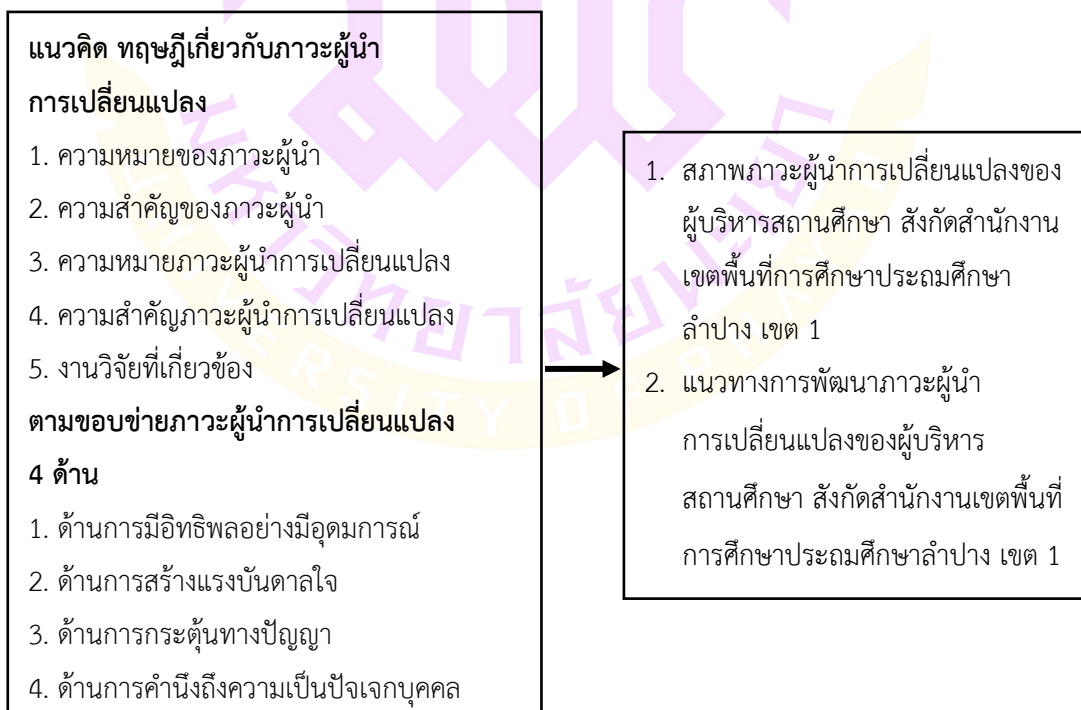 แนวคิด ทฤษฎีเกี่ยวกับภาวะผู้นำ
การเปลี่ยนแปลง
1. ความหมายของภาวะผู้นำ
2. ความสำคัญของภาวะผู้นำ
3. ความหมายภาวะผู้นำการเปลี่ยนแปลง
4. ความสำคัญภาวะผู้นำการเปลี่ยนแปลง
5. งานวิจัยที่เกี่ยวข้อง
ตามขอบข่ายภาวะผู้นำการเปลี่ยนแปลง
4 ด้าน
1. ด้านการมีอิทธิพลอย่างมีอุดมการณ์
2. ด้านการสร้างแรงบันดาลใจ
3. ด้านการกระตุ้นทางปัญญา
4. ด้านการคำนึงถึงความเป็นปัจเจกบุคคล
1. สภาพภาวะผู้นำการเปลี่ยนแปลงของ
ผู้บริหารสถานศึกษา สังกัดสำนักงาน
เขตพื้นที่การศึกษาประถมศึกษา
ลำปาง เขต 1
2. แนวทางการพัฒนาภาวะผู้นำ
การเปลี่ยนแปลงของผู้บริหาร
สถานศึกษา สังกัดสำนักงานเขตพื้นที่
การศึกษาประถมศึกษาลำปาง เขต 1